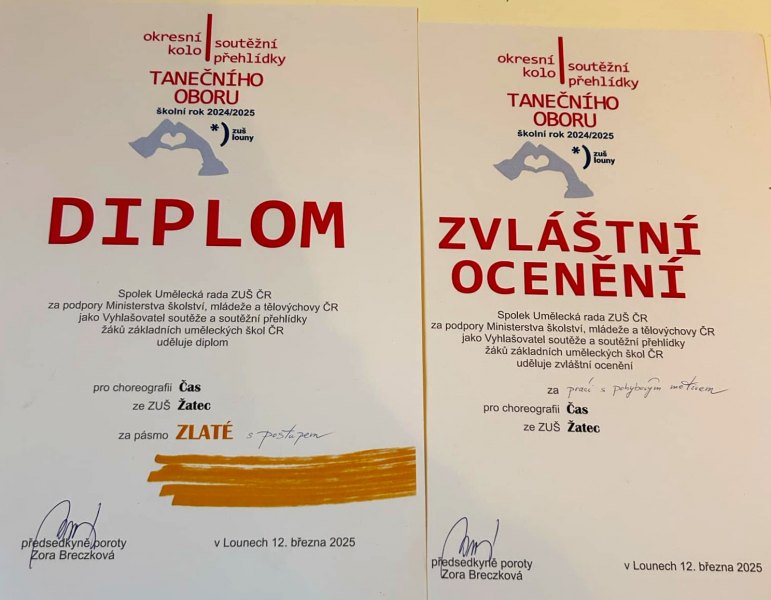 okresní
kolo
soutěžní
přehlídky
TANEČNÍHO
OBORU
školní rok 2024/2025
*) zuš
louny
DIPLOM
Spolek Umělecká rada ZUŠ ČR
za podpory Ministerstva školství, mládeže a tělovýchovy ČR
jako Vyhlašovatel soutěže a soutěžní přehlídky
žáků základních uměleckých škol ČR
uděluje diplom
pro choreografii Čas
ze ZUŠ Žatec
za pásmo ZLATÉ s postupem
předsedkyně poroty
Zora Breczková
v Lounech 12. března 2025
okresní
kolo
soutěžní
přehlídky
TANEČNÍHO
OBORU
školní rok 2024/2025
*) zuš
louny
ZVLÁŠTNÍ
OCENĚNÍ
Spolek Umělecká rada ZUŠ ČR
za podpory Ministerstva školství, mládeže a tělovýchovy ČR
jako Vyhlašovatel soutěže a soutěžní přehlídky
žáků základních uměleckých škol ČR
uděluje zvláštní ocenění
za práci s pohybovým motivem
pro choreografii Čas
ze ZUŠ Žatec
předsedkyně poroty
Zora Breczková
v Lounech 12. března 2025